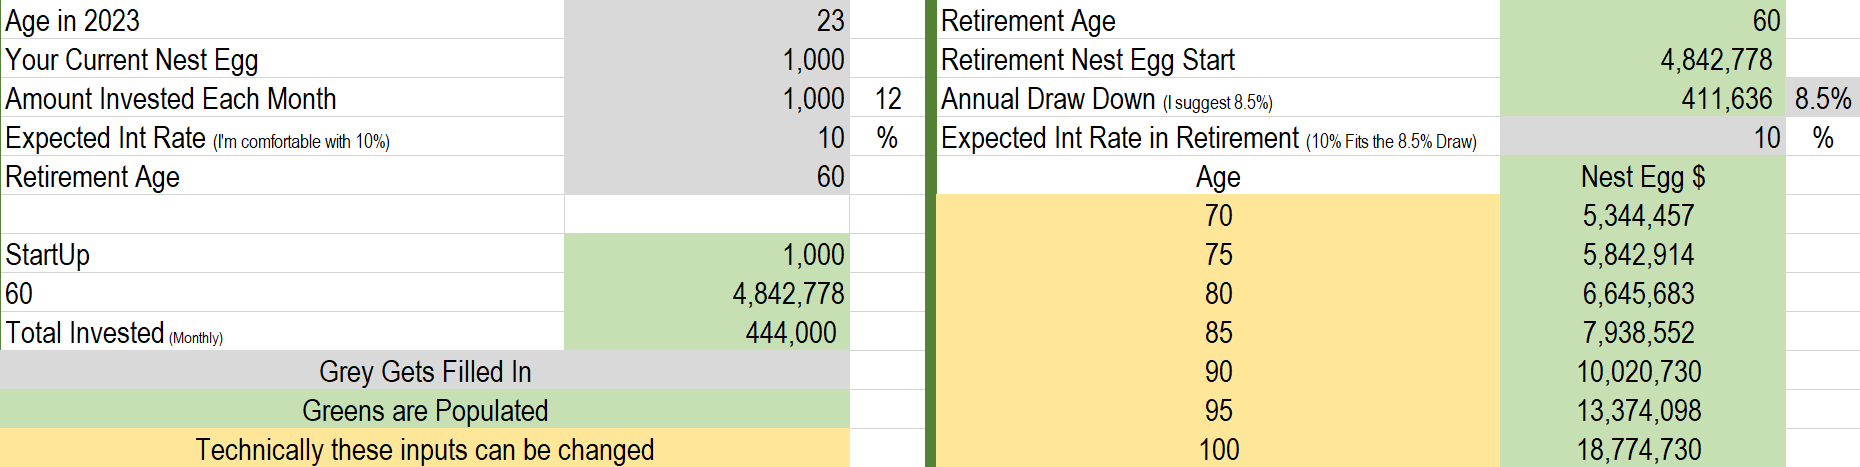 Age in 2023 23
Your Current Nest Egg 1,000
Amount Invested Each Month 1,000 12
Expected Int Rate (I'm comfortable with 10%) 10 %
Retirement Age 60
StartUp 1,000
60 4,842,778
Total Invested (Monthly) 444,000
Grey Gets Filled In
Greens are Populated
Technically these inputs can be changed
Retirement Age 60
Retirement Nest Egg Start 4,842,778
Annual Draw Down (I suggest 8.5%) 411,636 8.5%
Expected Int Rate in Retirement (10% Fits the 8.5% Draw) 10 %
Age Nest Egg $
70 5,344,457
75 5,842,914
80 6,645,683
85 7,938,552
90 10,020,730
95 13,374,098
100 18,774,730